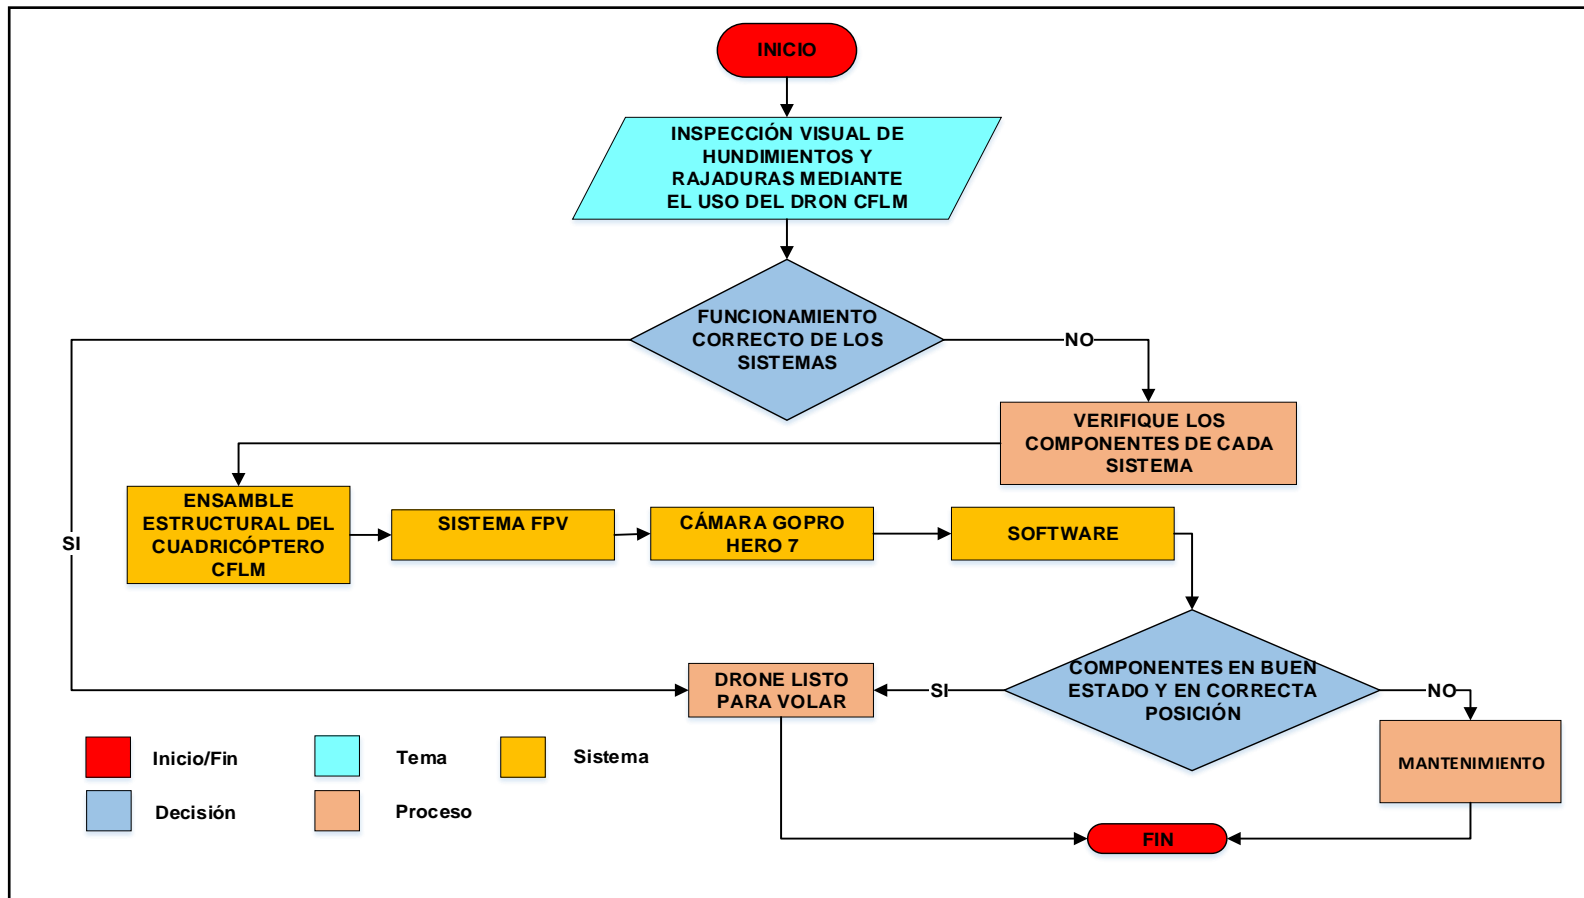 INICIO
INSPECCIÓN VISUAL DE
HUNDIMIENTOS Y
RAJADURAS MEDIANTE
EL USO DEL DRON CFLM
FUNCIONAMIENTO
CORRECTO DE LOS
SISTEMAS
NO
VERIFIQUE LOS
COMPONENTES DE CADA
SISTEMA
ENSAMBLE
ESTRUCTURAL DEL
CUADRICÓPTERO
CFLM
SISTEMA FPV
CÁMARA GOPRO
HERO 7
SOFTWARE
SI
COMPONENTES EN BUEN
ESTADO Y EN CORRECTA
POSICIÓN
SI
NO
DRONE LISTO
PARA VOLAR
MANTENIMIENTO
Inicio/Fin
Tema
Sistema
Decisión
Proceso
FIN